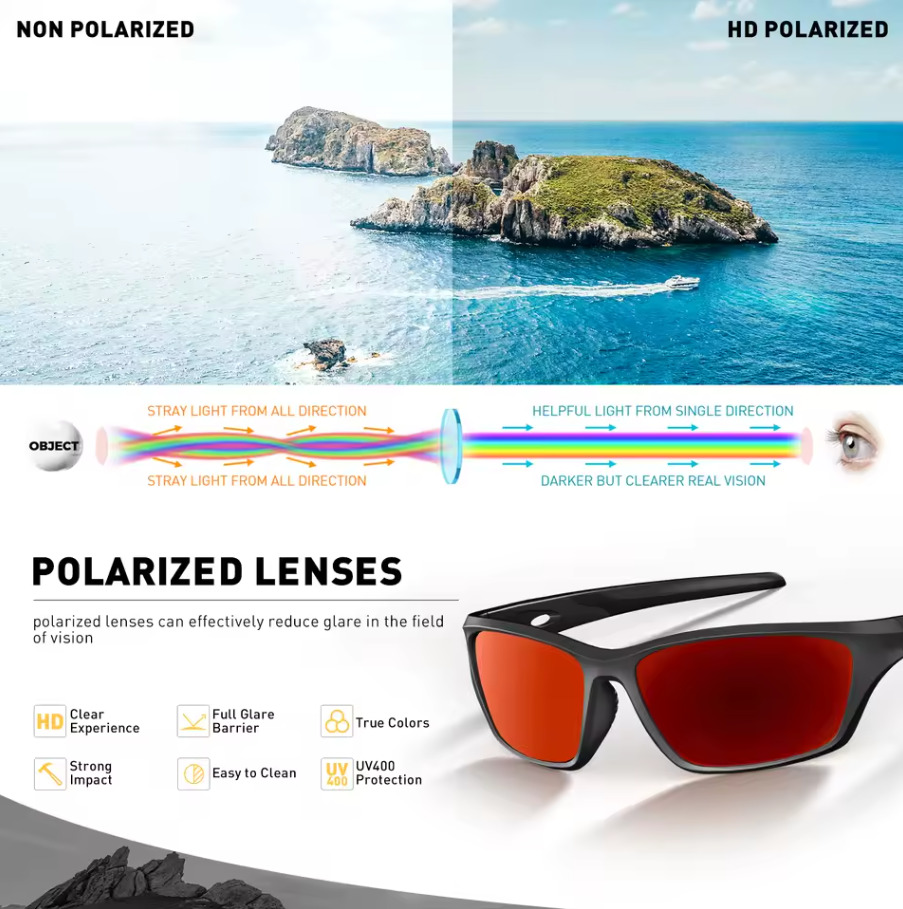 NON POLARIZED
HD POLARIZED
STRAY LIGHT FROM ALL DIRECTION
HELPFUL LIGHT FROM SINGLE DIRECTION
OBJECT
STRAY LIGHT FROM ALL DIRECTION
DARKER BUT CLEARER REAL VISION
POLARIZED LENSES
polarized lenses can effectively reduce glare in the field
of vision
HD
Clear
Experience
Full Glare
Barrier
True Colors
Strong
Impact
Easy to Clean
UV
400
UV400
Protection